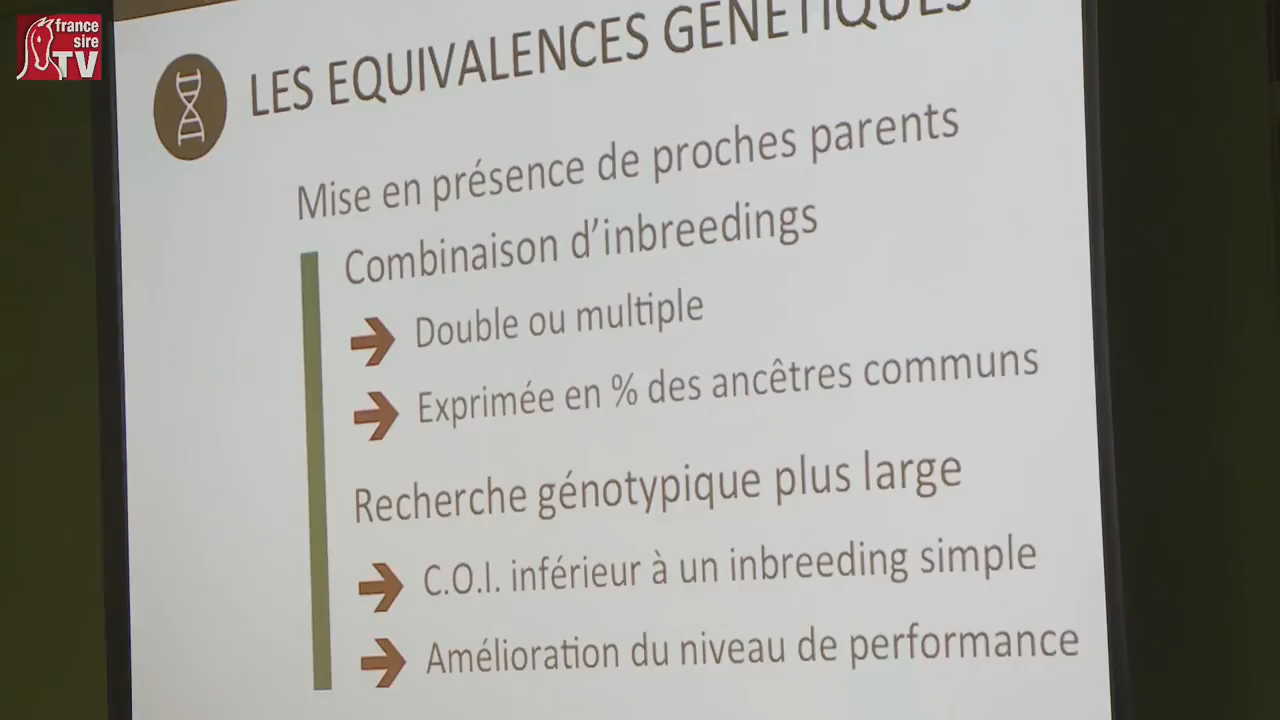 france
sire
TV
LES EQUIVALENCES GENETIQUES
Mise en présence de proches parents
Combinaison d'inbreedings
Double ou multiple
Exprimée en % des ancêtres communs
Recherche génotypique plus large
C.O.I. inférieur à un inbreeding simple
Amélioration du niveau de performance